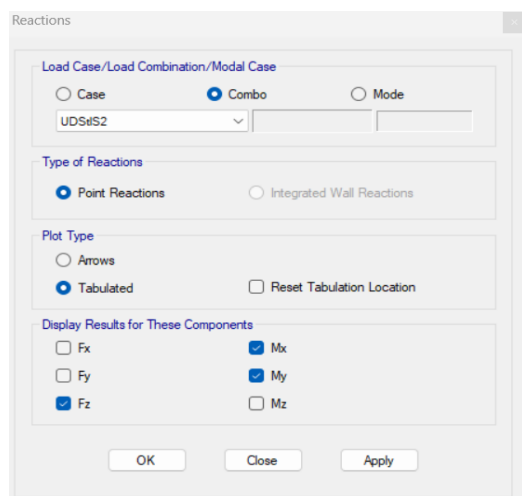 Reactions
Load Case/Load Combination/Modal Case
Case Combo Mode
UDStlS2
Type of Reactions
Point Reactions Integrated Wall Reactions
Plot Type
Arrows
Tabulated Reset Tabulation Location
Display Results for These Components
Fx Mx
Fy My
Fz Mz
OK Close Apply